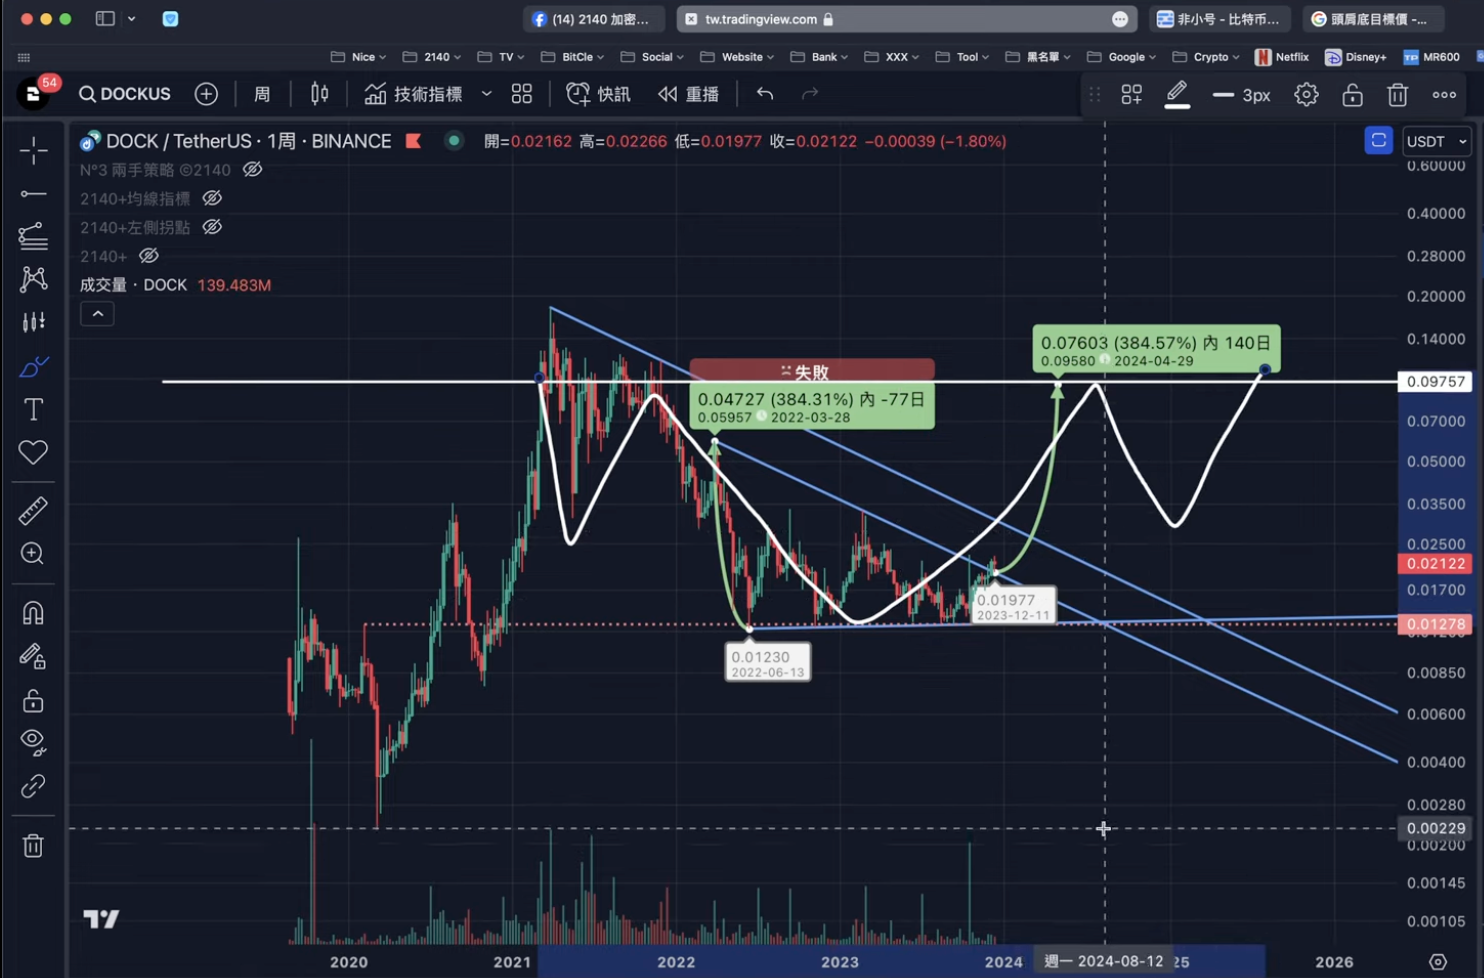 (14) 2140 加密...
tw.tradingview.com
非小号 - 比特币...
頭肩底目標價 -...
Nice
2140
TV
BitCle
Social
Website
Bank
XXX
Tool
黑名單
Google
Crypto
Netflix
Disney+
TP MR600
54
DOCKUS
周
技術指標
快訊
重播
3px
DOCK / TetherUS · 1周 · BINANCE
開=0.02162 高=0.02266 低=0.01977 收=0.02122 −0.00039 (−1.80%)
USDT
Nº3 兩手策略 ©2140
2140+均線指標
2140+左側拐點
2140+
成交量 · DOCK 139.483M
0.60000
0.40000
0.28000
0.20000
0.14000
0.09757
0.07000
0.05000
0.03500
0.02500
0.02122
0.01700
0.01278
0.00850
0.00600
0.00400
0.00280
0.00229
0.00200
0.00145
0.00105
失敗
0.04727 (384.31%) 內 -77日
0.05957 2022-03-28
0.07603 (384.57%) 內 140日
0.09580 2024-04-29
0.01977
2023-12-11
0.01230
2022-06-13
2020
2021
2022
2023
2024
週一 2024-08-12
25
2026